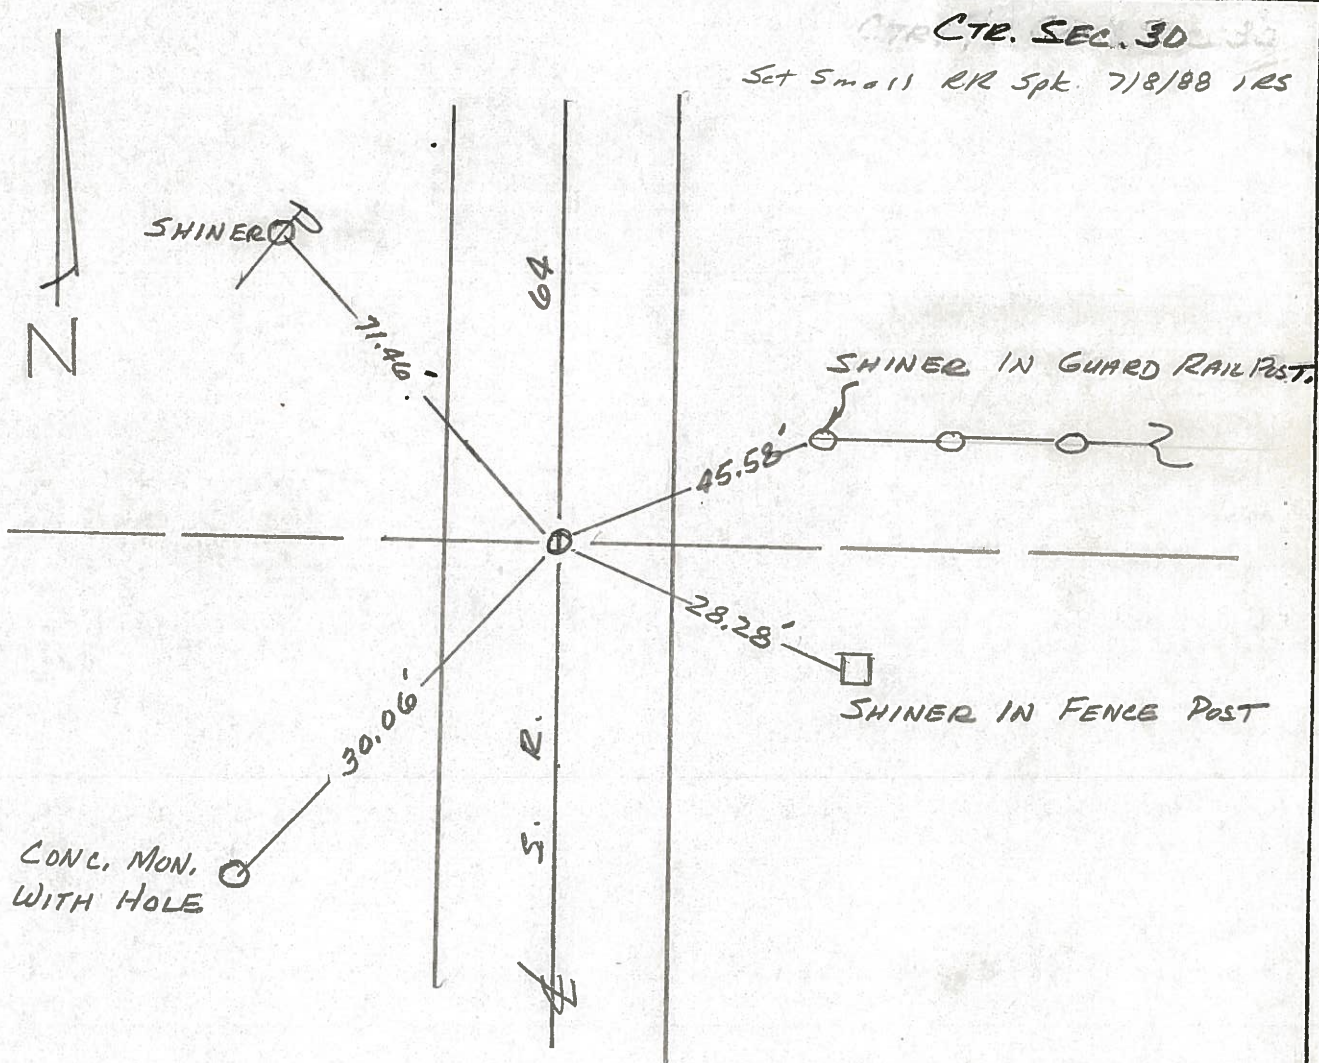 CTR. SEC. 30
Set Small RR Spk. 7/8/88 IRS
SHINER
N
71.46'
64
SHINER IN GUARD RAIL POST.
45.58'
28.28'
SHINER IN FENCE POST
30.06'
S. R.
CONC. MON.
WITH HOLE